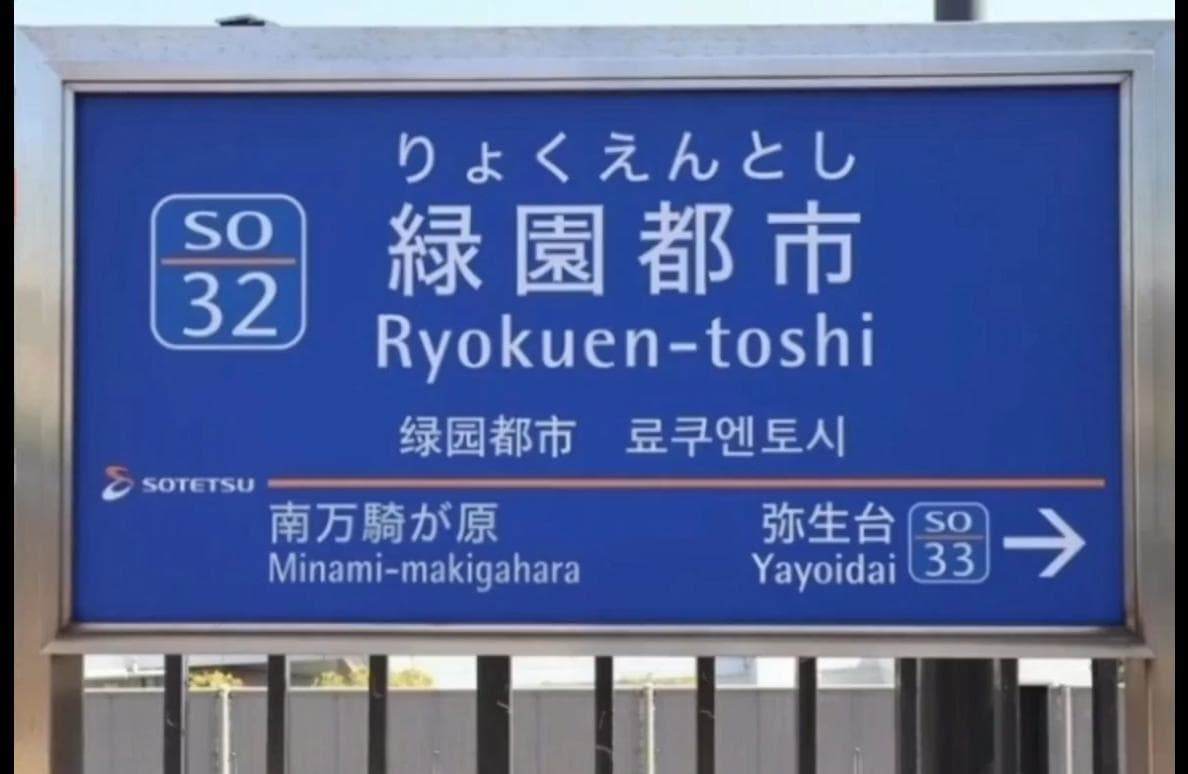 りょくえんとし
SO
32
緑園都市
Ryokuen-toshi
绿园都市 료쿠엔토시
SOTETSU
南万騎が原
Minami-makigahara
弥生台
Yayoidai
SO
33